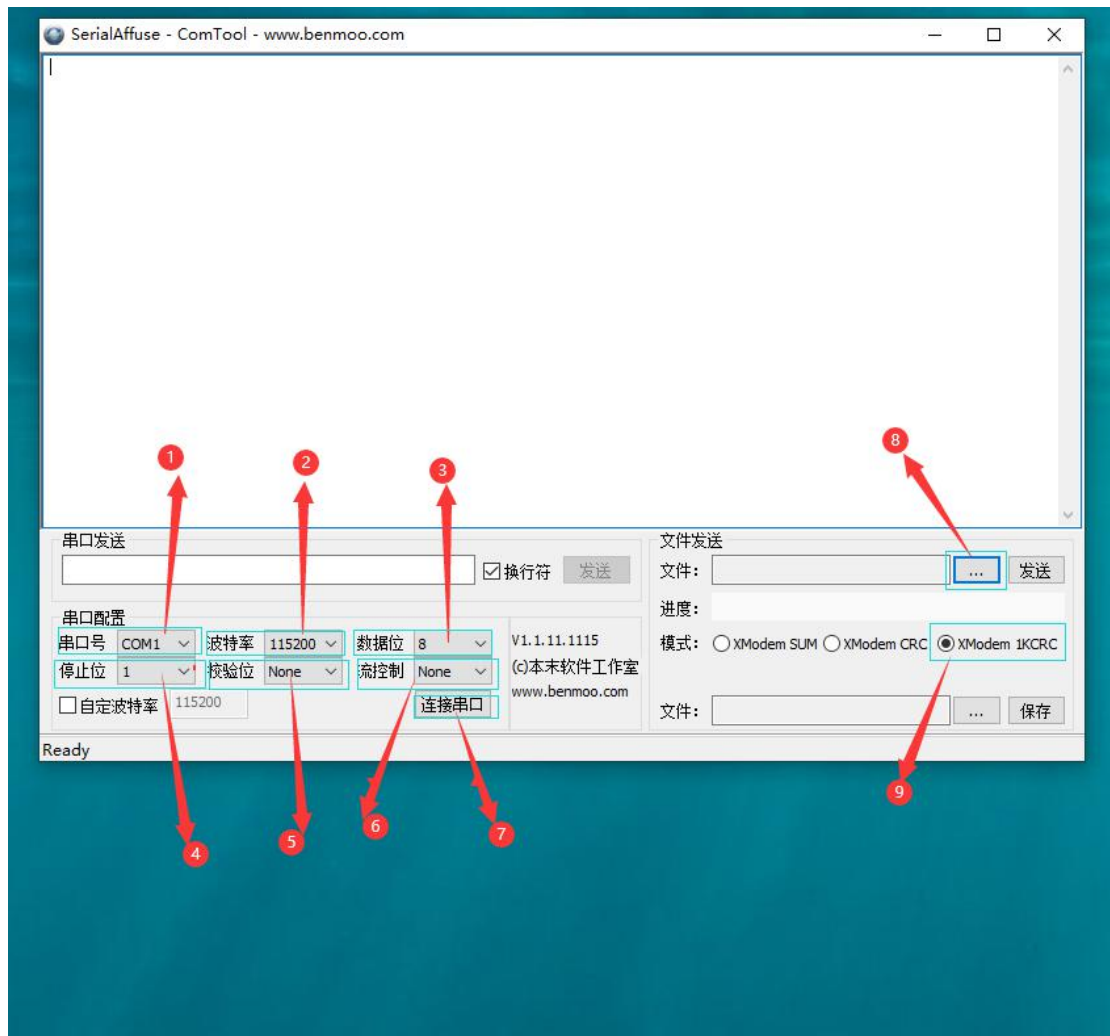 SerialAffuse - ComTool - www.benmoo.com
1
2
3
8
串口发送
换行符 发送
文件发送
文件: ... 发送
进度:
模式: XModem SUM XModem CRC XModem 1KCRC
文件: ... 保存
串口配置
串口号 COM1 波特率 115200 数据位 8
停止位 1 校验位 None 流控制 None
自定波特率 115200 连接串口
V1.1.11.1115
(c)本末软件工作室
www.benmoo.com
Ready
4
5
6
7
9